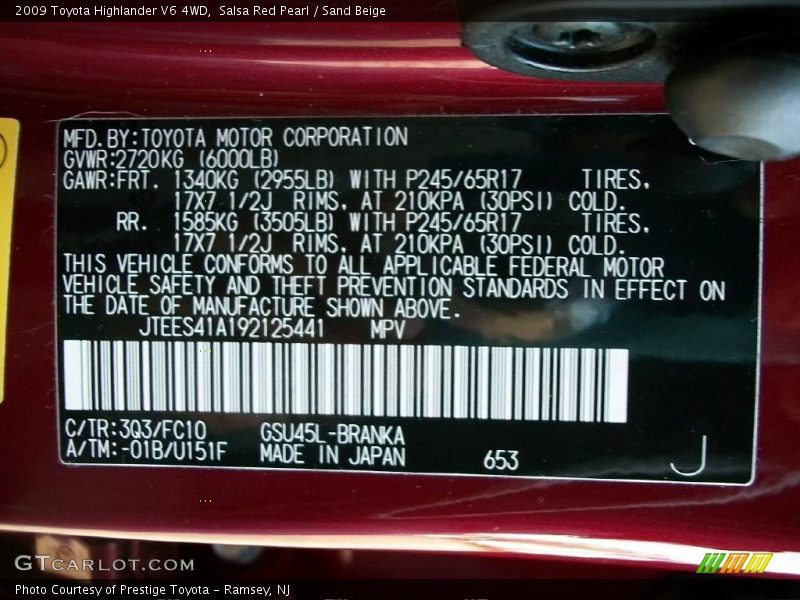 2009 Toyota Highlander V6 4WD,  Salsa Red Pearl / Sand Beige
MFD. BY:TOYOTA MOTOR CORPORATION
GVWR:2720KG (6000LB)
GAWR:FRT. 1340KG (2955LB) WITH P245/65R17 TIRES.
17X7 1/2J RIMS. AT 210KPA (30PSI) COLD.
RR. 1585KG (3505LB) WITH P245/65R17 TIRES.
17X7 1/2J RIMS. AT 210KPA (30PSI) COLD.
THIS VEHICLE CONFORMS TO ALL APPLICABLE FEDERAL MOTOR
VEHICLE SAFETY AND THEFT PREVENTION STANDARDS IN EFFECT ON
THE DATE OF MANUFACTURE SHOWN ABOVE.
JTEES41A192125441 MPV
C/TR:3Q3/FC10 GSU45L-BRANKA
A/TM:-01B/U151F MADE IN JAPAN 653 J
GTCARLOT.COM
Photo Courtesy of Prestige Toyota - Ramsey, NJ